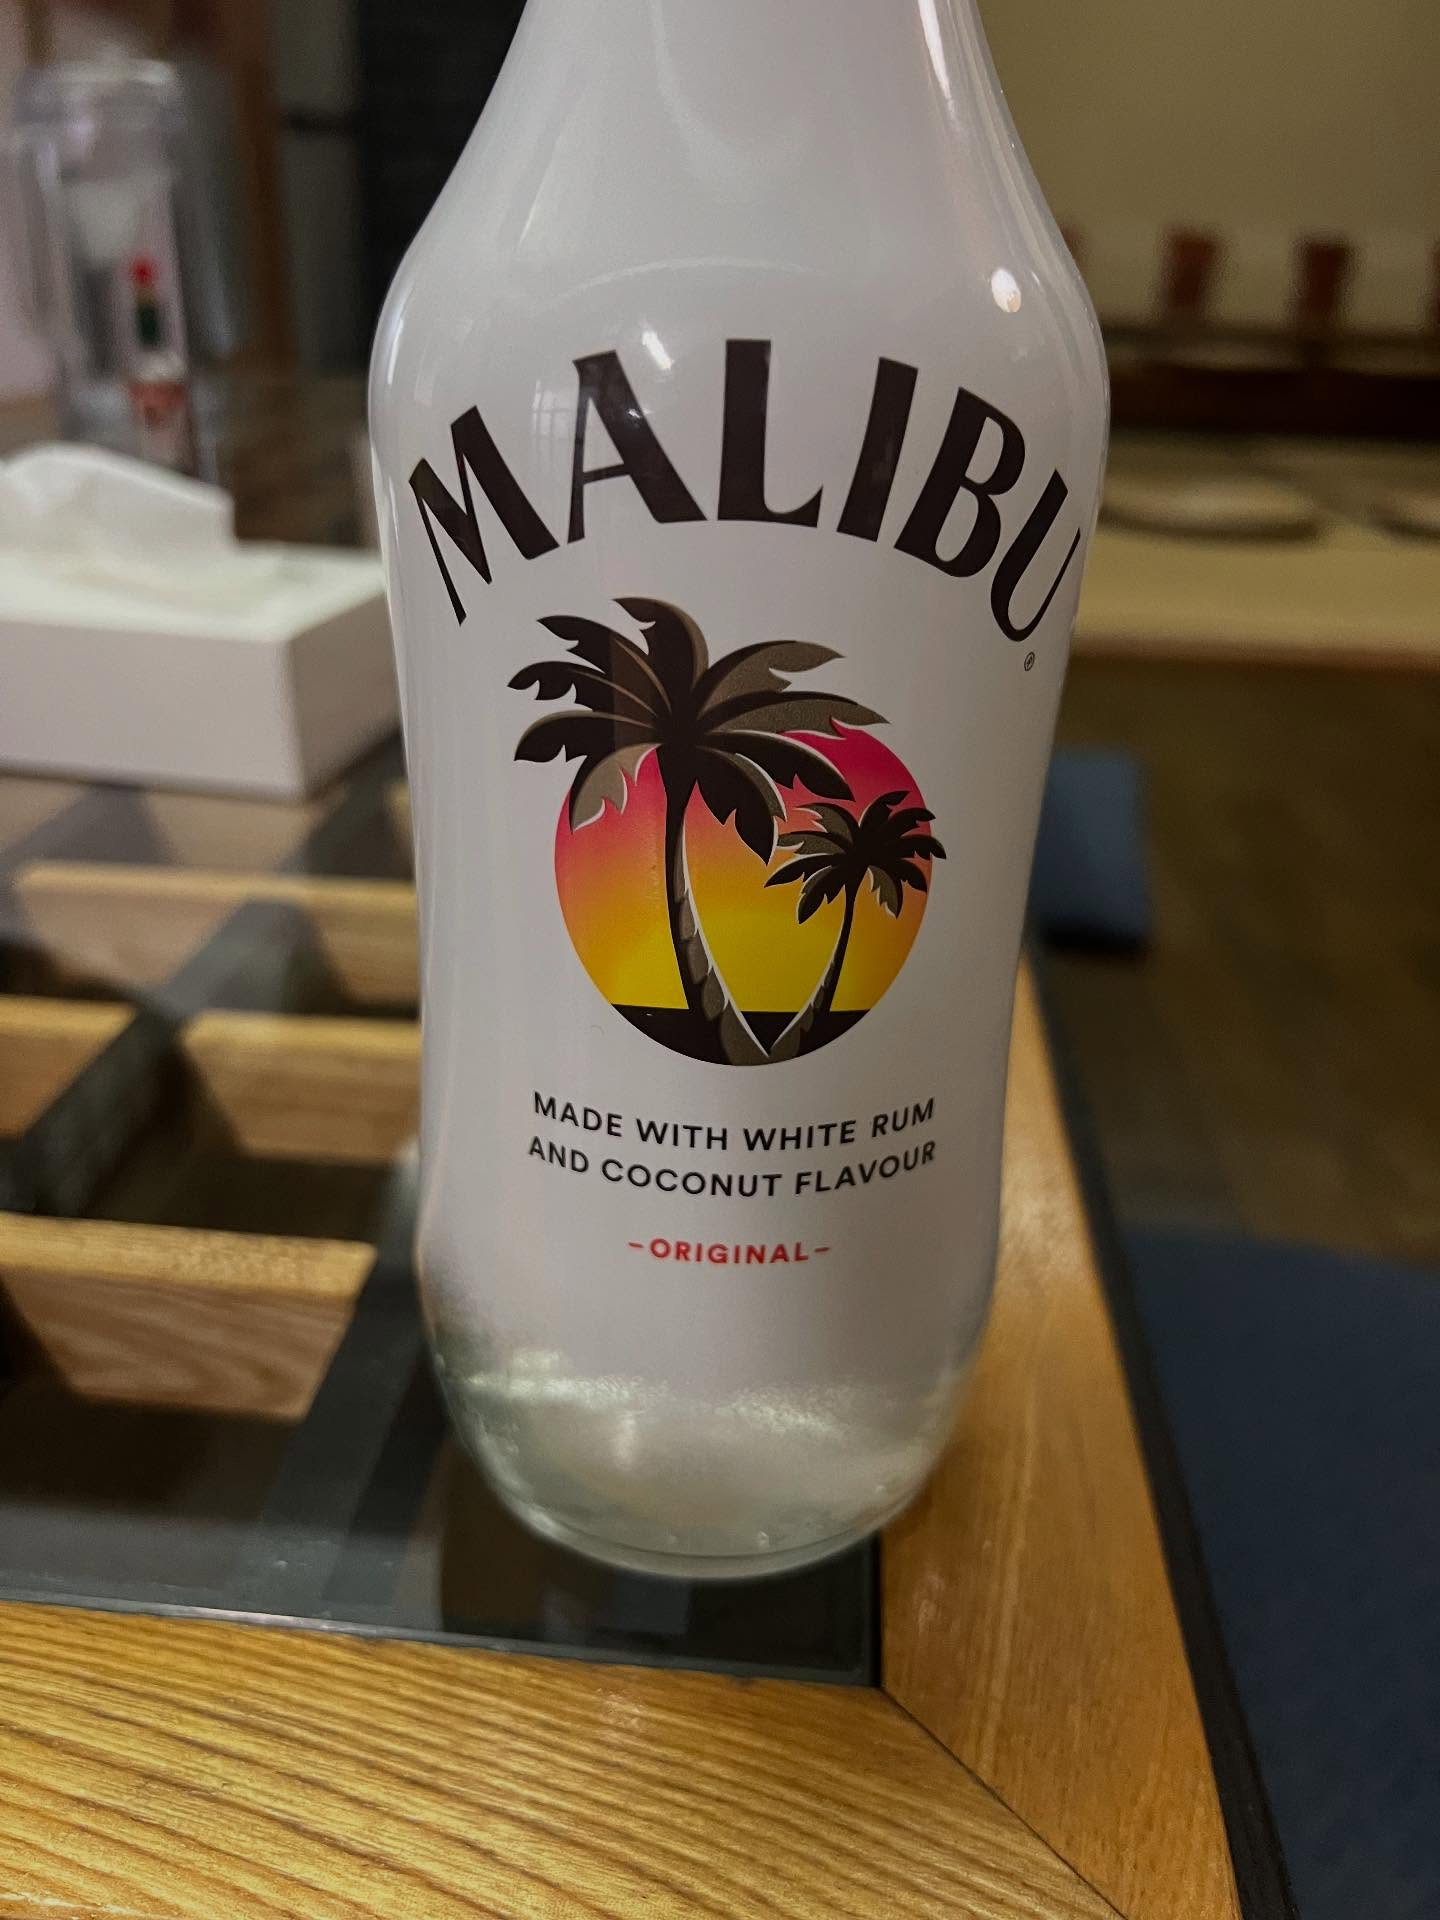 MALIBU®
MADE WITH WHITE RUM
AND COCONUT FLAVOUR
-ORIGINAL-